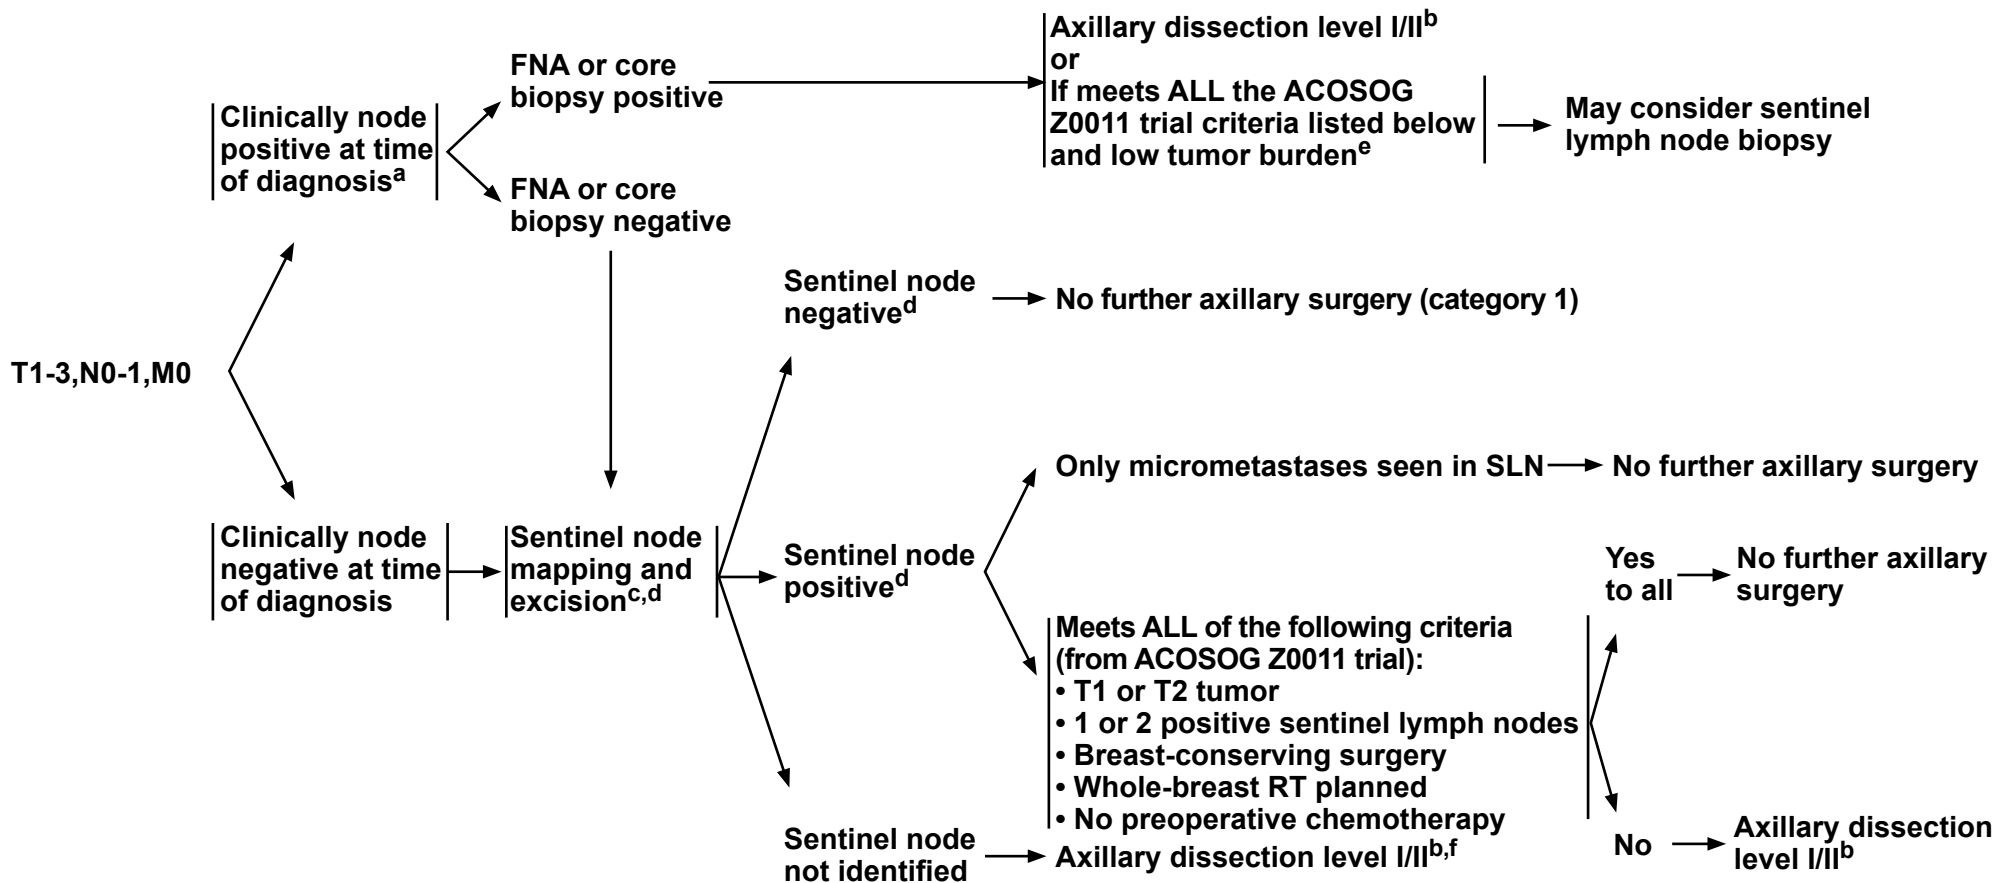 T1-3,N0-1,M0
Clinically node
positive at time
of diagnosisa
FNA or core
biopsy positive
Axillary dissection level I/IIb
or
If meets ALL the ACOSOG
Z0011 trial criteria listed below
and low tumor burdene
May consider sentinel
lymph node biopsy
FNA or core
biopsy negative
Clinically node
negative at time
of diagnosis
Sentinel node
mapping and
excisionc,d
Sentinel node
negatived
No further axillary surgery (category 1)
Sentinel node
positived
Only micrometastases seen in SLN
No further axillary surgery
Meets ALL of the following criteria
(from ACOSOG Z0011 trial):
• T1 or T2 tumor
• 1 or 2 positive sentinel lymph nodes
• Breast-conserving surgery
• Whole-breast RT planned
• No preoperative chemotherapy
Yes
to all
No further axillary
surgery
No
Axillary dissection
level I/IIb
Sentinel node
not identified
Axillary dissection level I/IIb,f